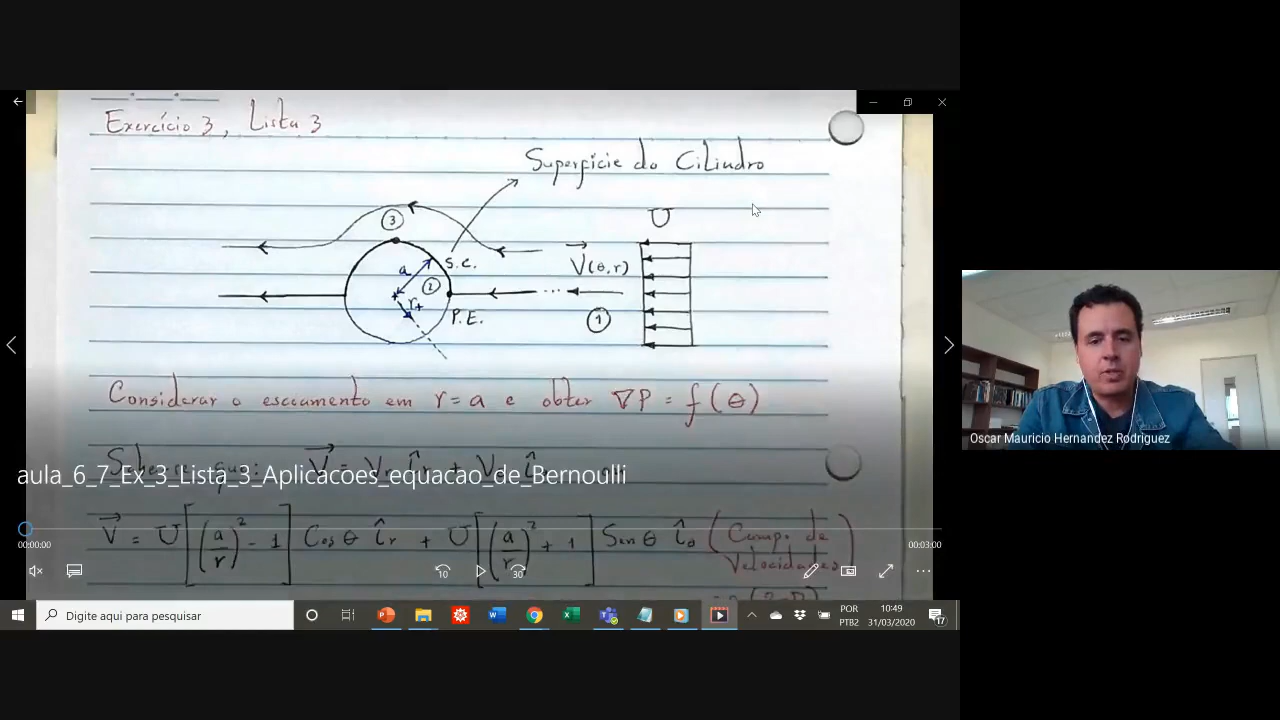 Exercício 3, Lista 3
Superfície do Cilindro
U
3
S.C.
a
2
V(θ,r)
r+
P.E.
1
Considerar o escoamento em r = a e obter ∇P = f(θ)
aula_6_7_Ex_3_Lista_3_Aplicacoes_equacao_de_Bernoulli
V = U[(a/r)² - 1] Cos θ îr + U[(a/r)² + 1] Sen θ îθ (Campo de
Velocidades)
00:00:00
00:03:00
10
30
Oscar Mauricio Hernandez Rodriguez
Digite aqui para pesquisar
POR
PTB2
10:49
31/03/2020
17